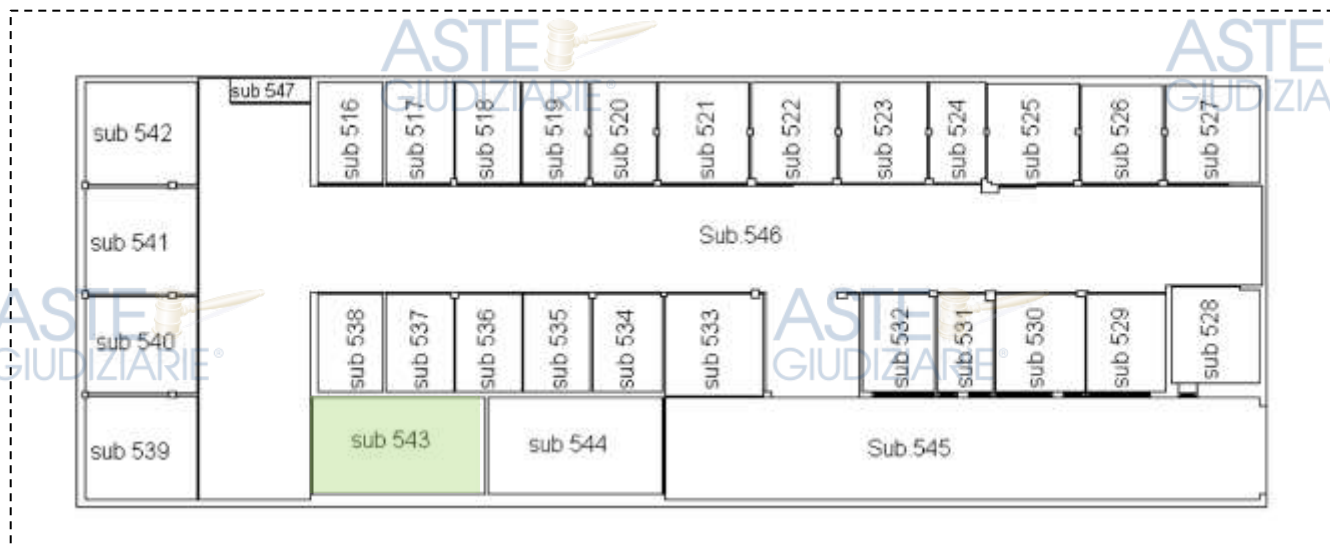 ASTE
GIUDIZIARIE®
ASTE
GIUDIZIA
sub 547
sub 542
sub 516
sub 517
sub 518
sub 519
sub 520
sub 521
sub 522
sub 523
sub 524
sub 525
sub 526
sub 527
sub 541
Sub.546
ASTE
GIUDIZIARIE®
sub 540
sub 538
sub 537
sub 536
sub 535
sub 534
sub 533
ASTE
GIUDIZIARIE®
sub 532
sub 531
sub 530
sub 529
sub 528
sub 539
sub 543
sub 544
Sub.545